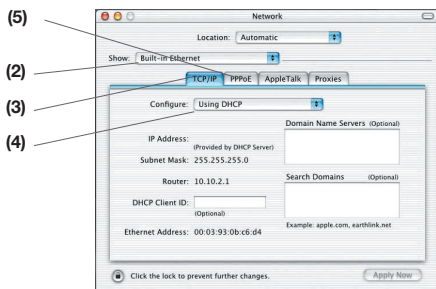 (5)
Network
Location: Automatic
(2)
Show: Built-in Ethernet
(3)
TCP/IP PPPoE AppleTalk Proxies
(4)
Configure: Using DHCP
Domain Name Servers (Optional)
IP Address:
(Provided by DHCP Server)
Subnet Mask: 255.255.255.0
Router: 10.10.2.1
Search Domains (Optional)
DHCP Client ID:
(Optional)
Example: apple.com, earthlink.net
Ethernet Address: 00:03:93:0b:c6:d4
Click the lock to prevent further changes.
Apply Now